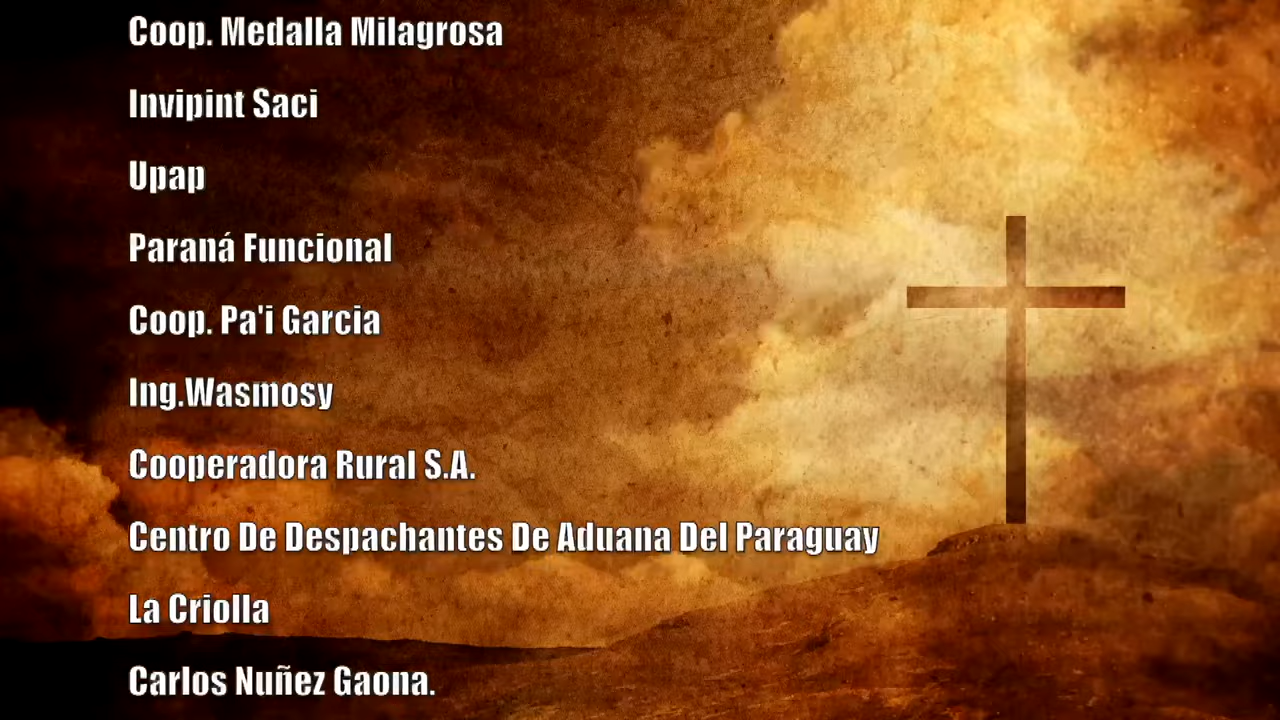 Coop. Medalla Milagrosa
Invipint Saci
Upap
Paraná Funcional
Coop. Pa'i Garcia
Ing.Wasmosy
Cooperadora Rural S.A.
Centro De Despachantes De Aduana Del Paraguay
La Criolla
Carlos Nuñez Gaona.